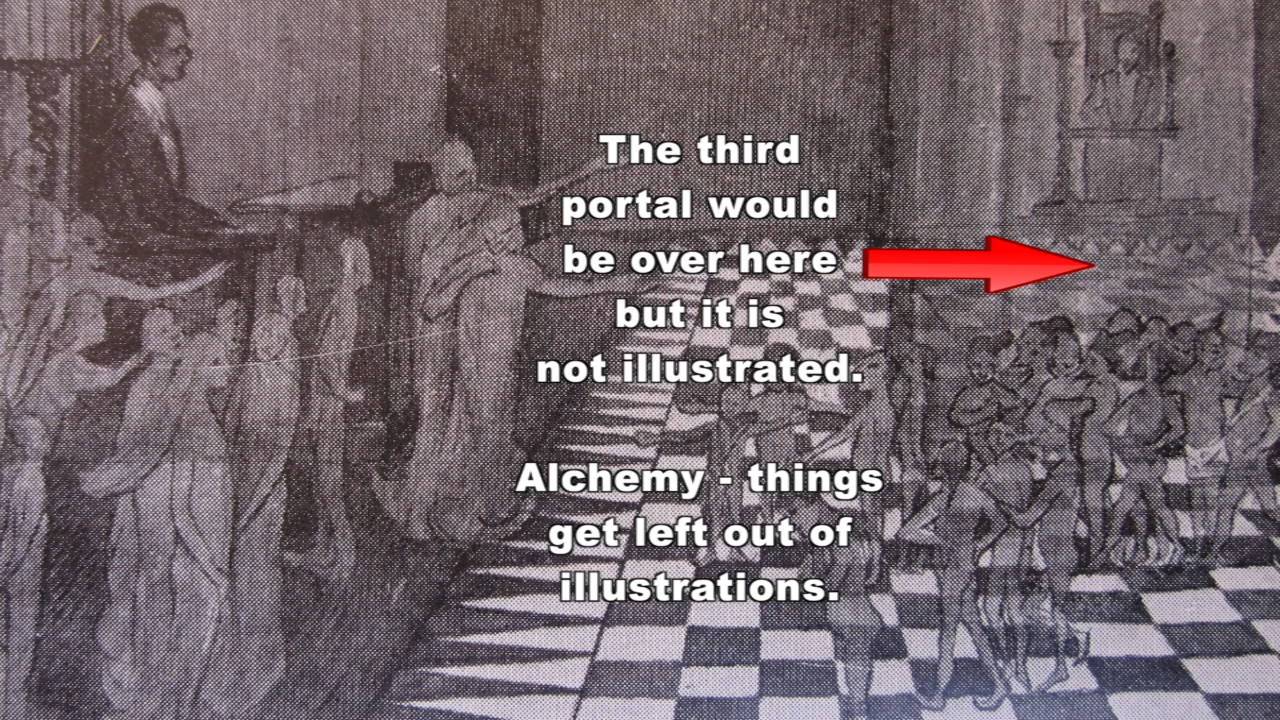 The third
portal would
be over here
but it is
not illustrated.
Alchemy - things
get left out of
illustrations.